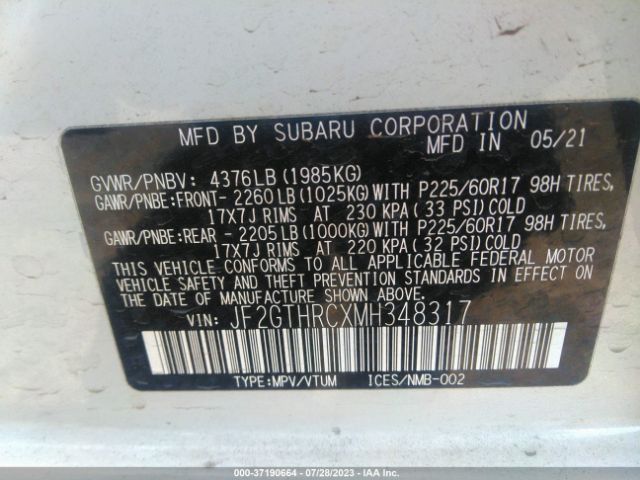 MFD BY SUBARU CORPORATION
MFD IN 05/21
GVWR/PNBV: 4376LB (1985KG)
GAWR/PNBE:FRONT- 2260LB (1025KG)WITH P225/60R17 98H TIRES,
17X7J RIMS AT 230 KPA (33 PSI)COLD
GAWR/PNBE:REAR - 2205LB (1000KG)WITH P225/60R17 98H TIRES,
17X7J RIMS AT 220 KPA (32 PSI)COLD
THIS VEHICLE CONFORMS TO ALL APPLICABLE FEDERAL MOTOR
VEHICLE SAFETY AND THEFT PREVENTION STANDARDS IN EFFECT ON
THE DATE OF MANUFACTURE SHOWN ABOVE.
VIN: JF2GTHRCXMH348317
TYPE:MPV/VTUM ICES/NMB-002
000-37190664 / 07/28/2023 - IAA Inc.